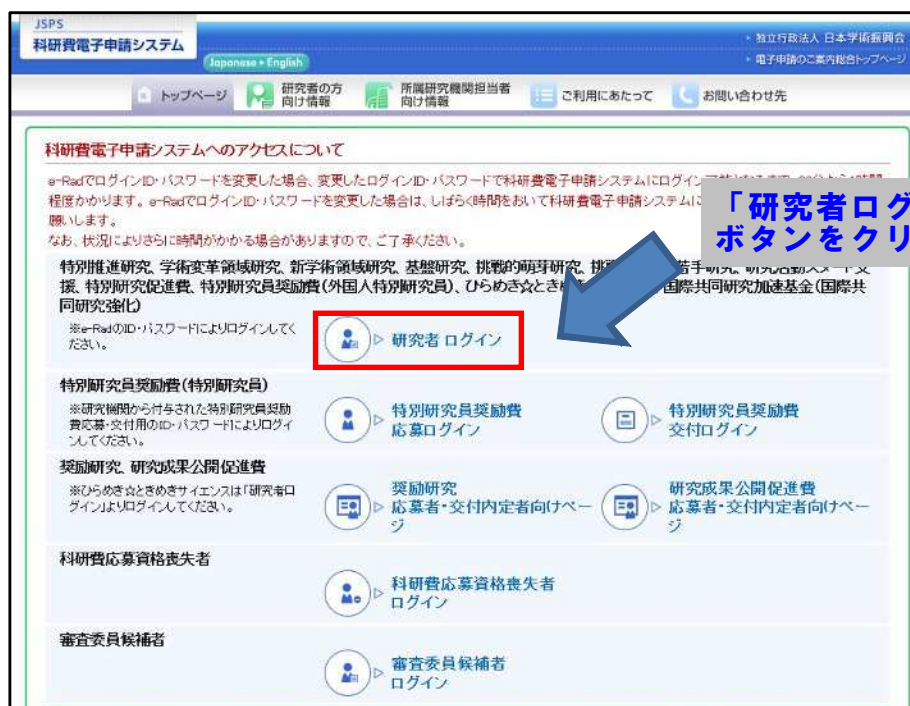 JSPS
科研費電子申請システム
Japanese • English
独立行政法人 日本学術振興会
電子申請のご案内総合トップページ
トップページ
研究者の方
向け情報
所属研究機関担当者
向け情報
ご利用にあたって
お問い合わせ先
科研費電子申請システムへのアクセスについて
e-RadでログインID・パスワードを変更した場合、変更したログインID・パスワードで科研費電子申請システムにログイン
程度かかります。e-RadでログインID・パスワードを変更した場合は、しばらく時間をおいて科研費電子申請システムに
願いします。
なお、状況によりさらに時間がかかる場合がありますので、ご了承ください。
「研究者ログ
ボタンをクリ
特別推進研究、学術変革領域研究、新学術領域研究、基盤研究、挑戦的萌芽研究、挑 若手研究、研究活動スタート支
援、特別研究促進費、特別研究員奨励費(外国人特別研究員)、ひらめき☆とき 国際共同研究加速基金(国際共
同研究強化)
※e-RadのID・パスワードによりログインしてく
ださい。
研究者 ログイン
特別研究員奨励費(特別研究員)
※研究機関から付与された特別研究員奨励
費応募・交付用のID・パスワードによりログイ
ンしてください。
特別研究員奨励費
応募ログイン
特別研究員奨励費
交付ログイン
奨励研究、研究成果公開促進費
※ひらめき☆ときめきサイエンスは「研究者ロ
グイン」よりログインしてください。
奨励研究
応募者・交付内定者向けペー
ジ
研究成果公開促進費
応募者・交付内定者向けペー
ジ
科研費応募資格喪失者
科研費応募資格喪失者
ログイン
審査委員候補者
審査委員候補者
ログイン